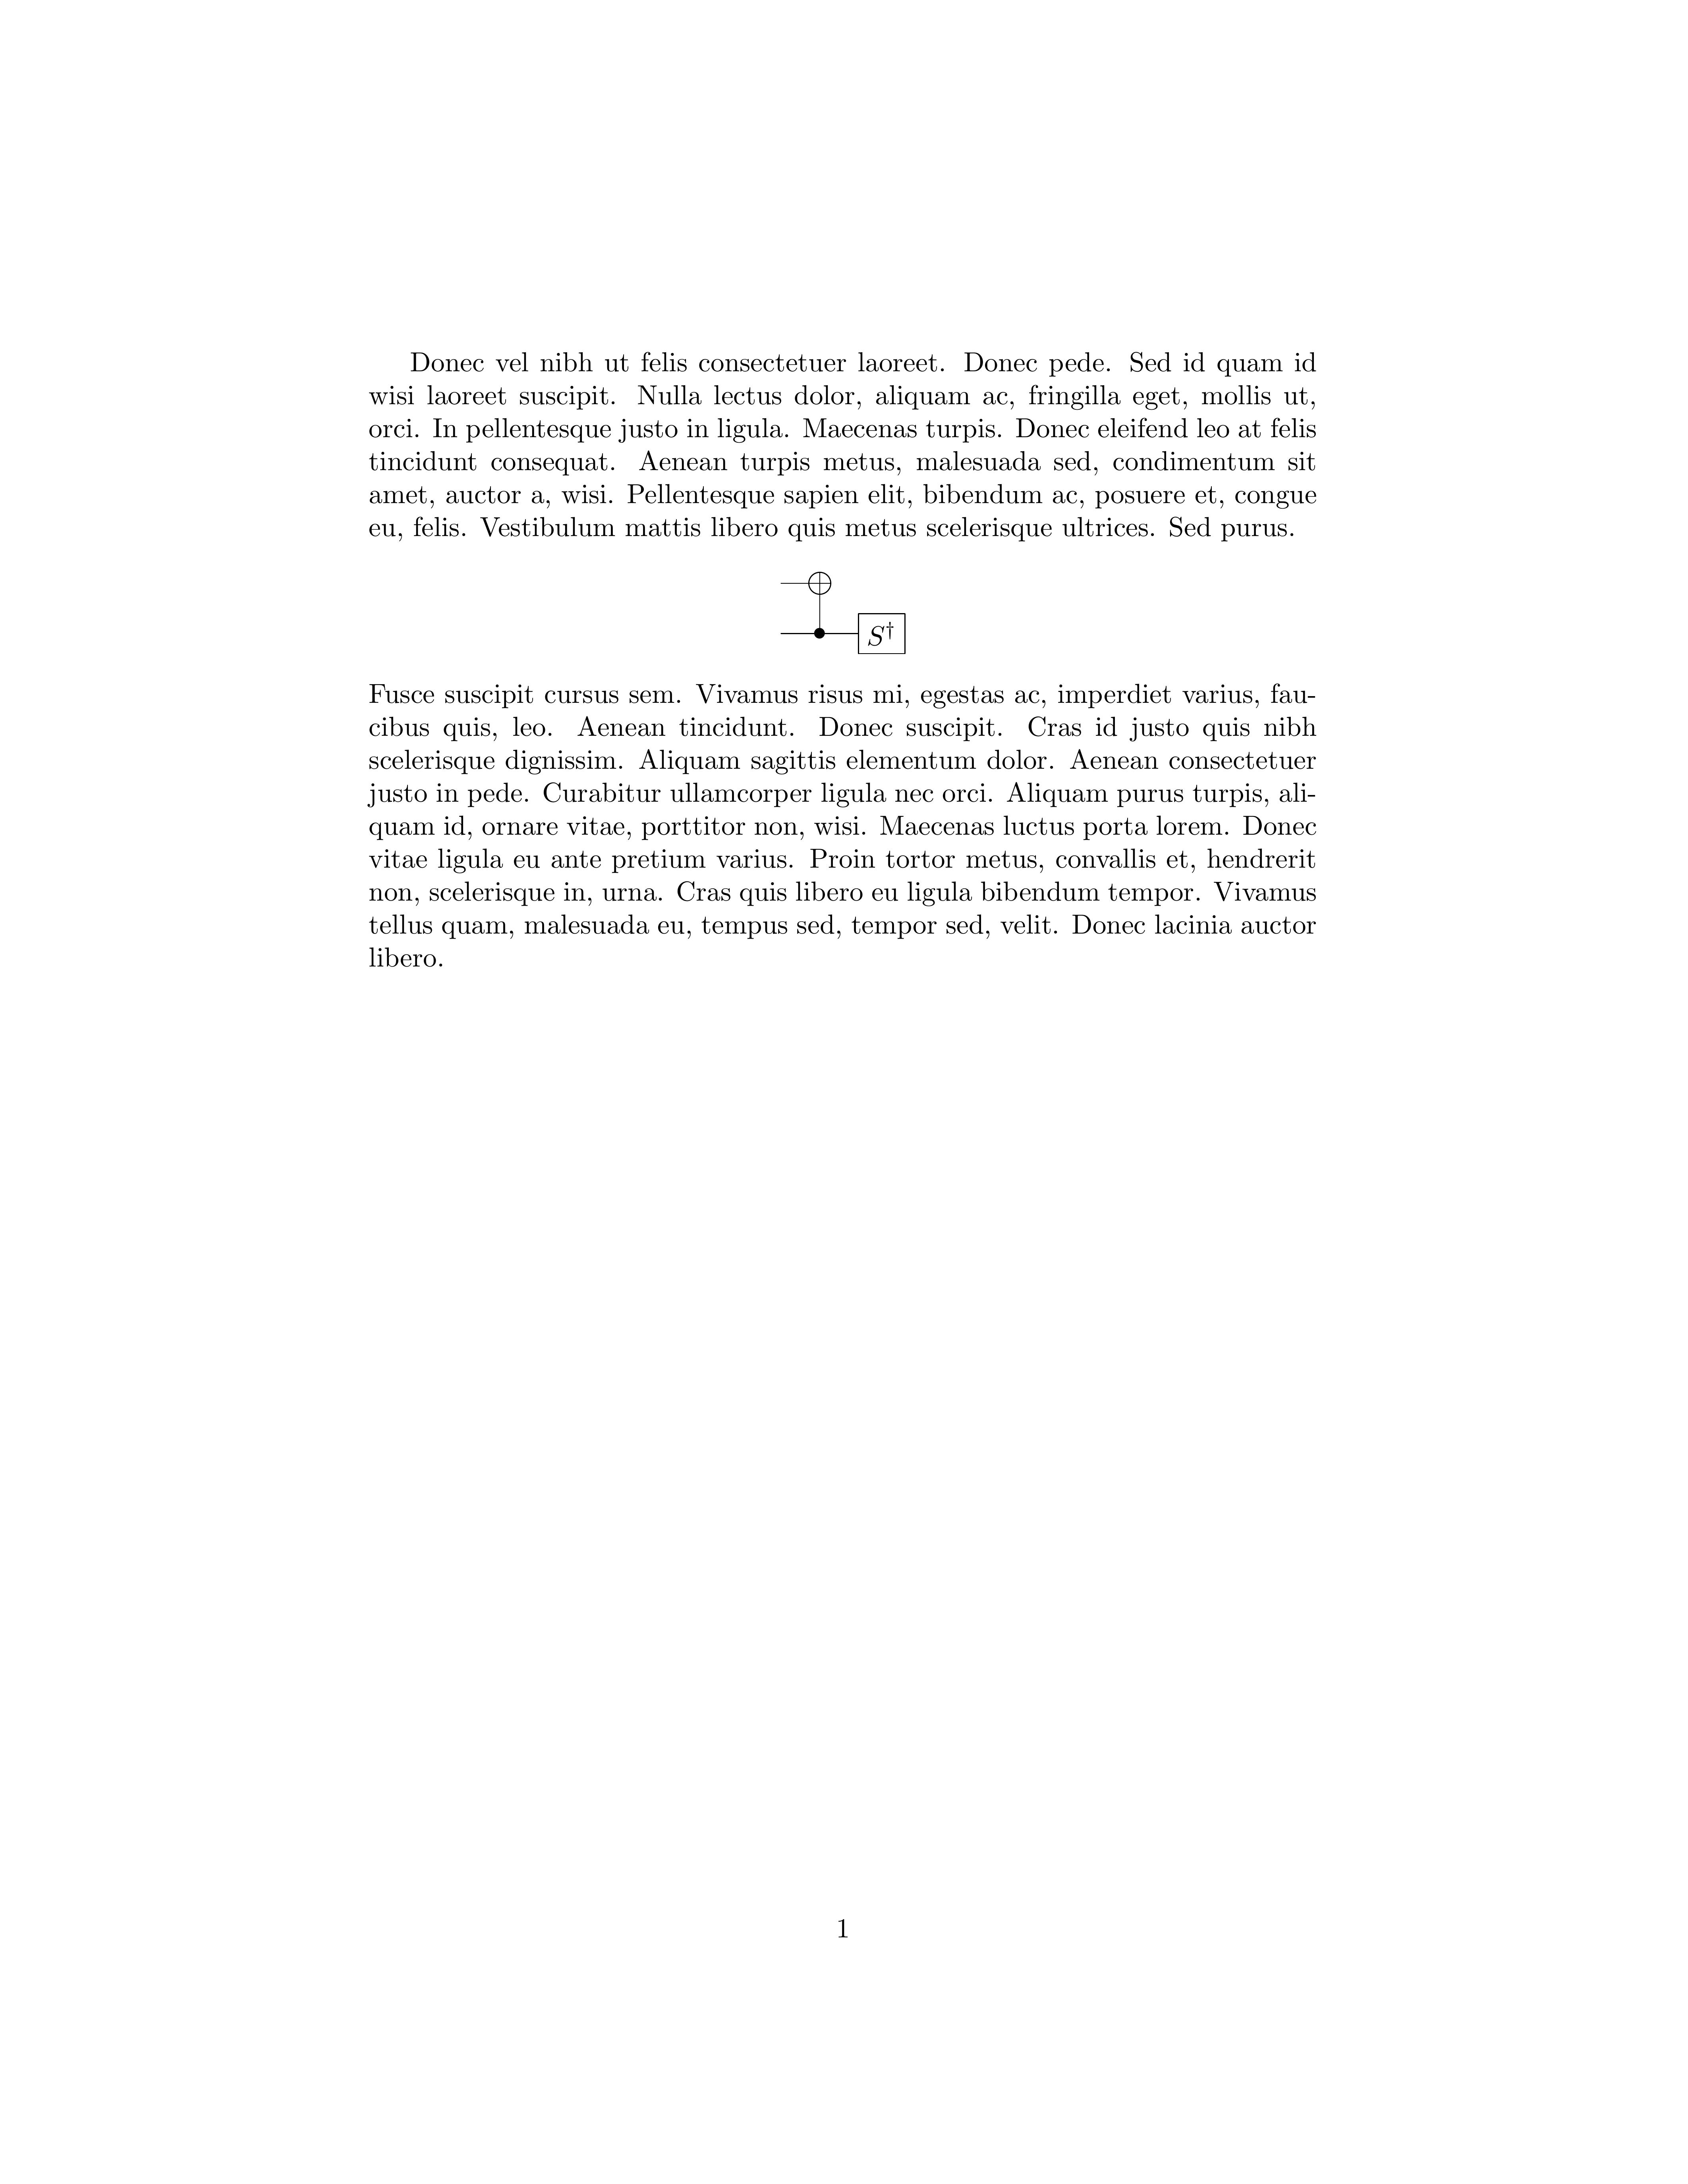 Donec vel nibh ut felis consectetuer laoreet. Donec pede. Sed id quam id
wisi laoreet suscipit. Nulla lectus dolor, aliquam ac, fringilla eget, mollis ut,
orci. In pellentesque justo in ligula. Maecenas turpis. Donec eleifend leo at felis
tincidunt consequat. Aenean turpis metus, malesuada sed, condimentum sit
amet, auctor a, wisi. Pellentesque sapien elit, bibendum ac, posuere et, congue
eu, felis. Vestibulum mattis libero quis metus scelerisque ultrices. Sed purus.
S†
Fusce suscipit cursus sem. Vivamus risus mi, egestas ac, imperdiet varius, fau-
cibus quis, leo. Aenean tincidunt. Donec suscipit. Cras id justo quis nibh
scelerisque dignissim. Aliquam sagittis elementum dolor. Aenean consectetuer
justo in pede. Curabitur ullamcorper ligula nec orci. Aliquam purus turpis, ali-
quam id, ornare vitae, porttitor non, wisi. Maecenas luctus porta lorem. Donec
vitae ligula eu ante pretium varius. Proin tortor metus, convallis et, hendrerit
non, scelerisque in, urna. Cras quis libero eu ligula bibendum tempor. Vivamus
tellus quam, malesuada eu, tempus sed, tempor sed, velit. Donec lacinia auctor
libero.
1